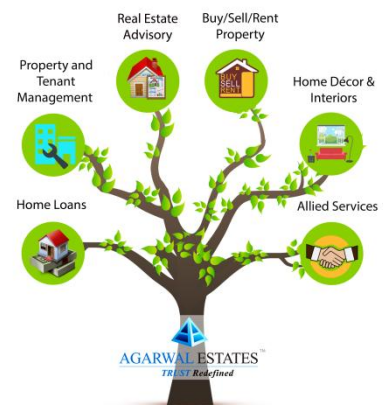 Real Estate
Advisory
Buy/Sell/Rent
Property
Property and
Tenant
Management
BUY
SELL
RENT
Home Décor &
Interiors
Home Loans
Allied Services
AGARWAL ESTATES™
TRUST Redefined